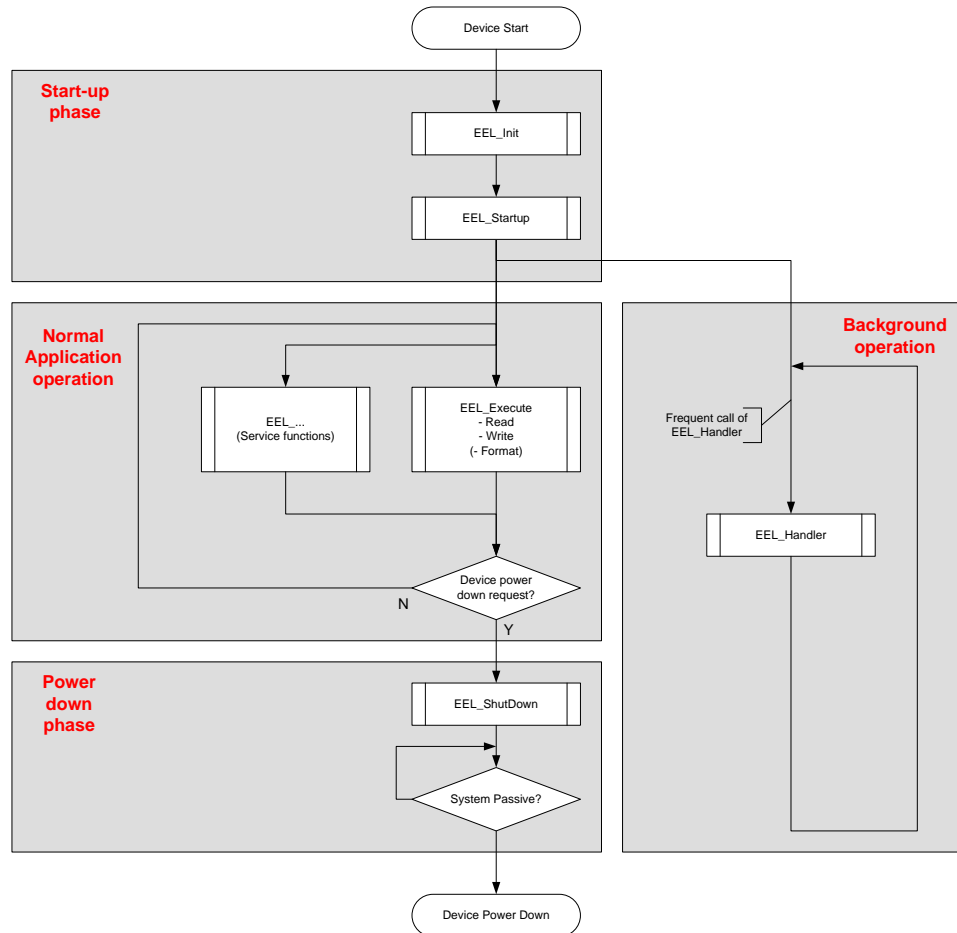 Device Start
Start-up
phase
EEL_Init
EEL_Startup
Normal
Application
operation
Background
operation
EEL_...
(Service functions)
EEL_Execute
- Read
- Write
(- Format)
Frequent call of
EEL_Handler
EEL_Handler
Device power
down request?
N
Y
Power
down
phase
EEL_ShutDown
System Passive?
Device Power Down